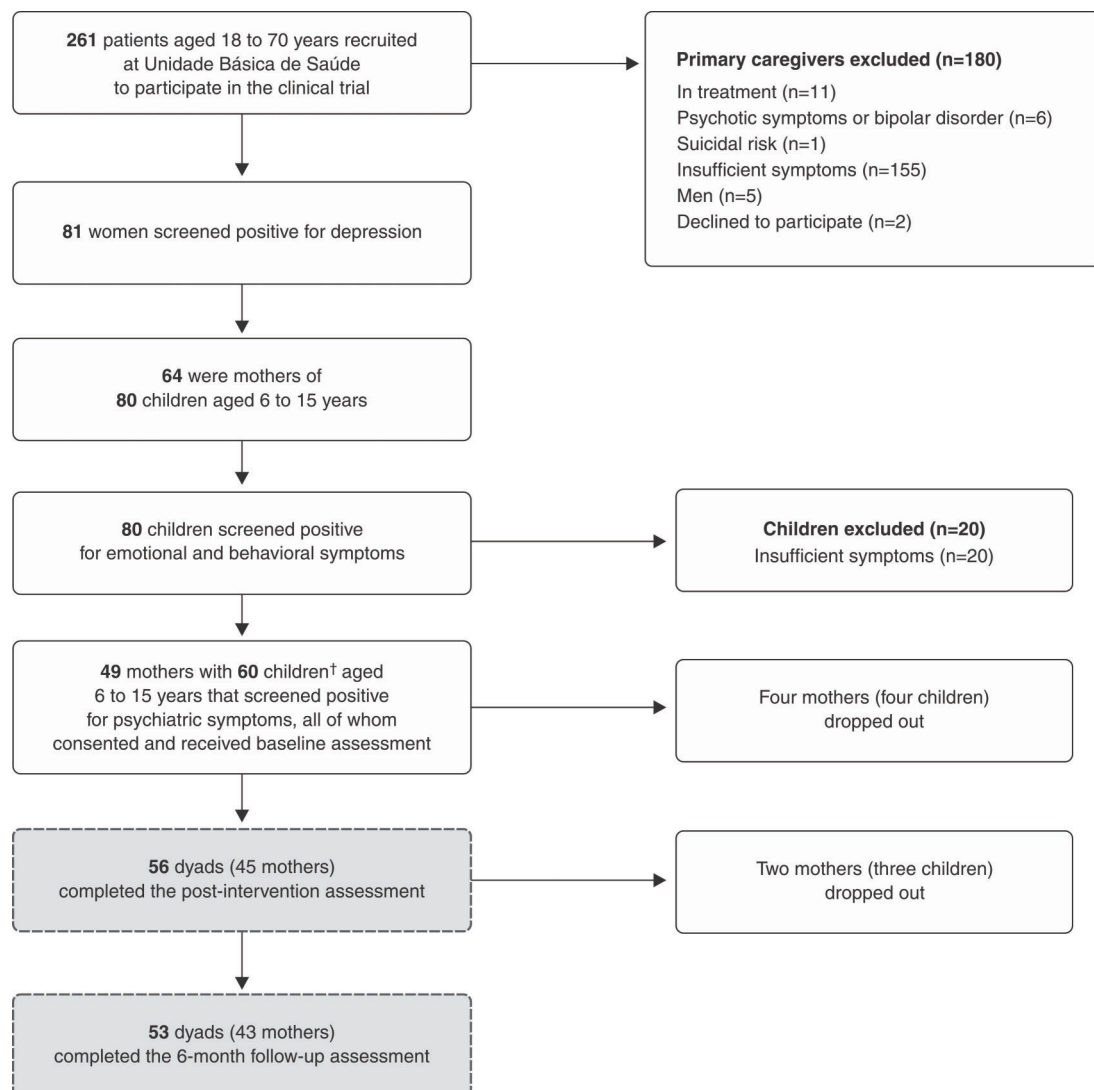 261 patients aged 18 to 70 years recruited
at Unidade Básica de Saúde
to participate in the clinical trial
Primary caregivers excluded (n=180)
In treatment (n=11)
Psychotic symptoms or bipolar disorder (n=6)
Suicidal risk (n=1)
Insufficient symptoms (n=155)
Men (n=5)
Declined to participate (n=2)
81 women screened positive for depression
64 were mothers of
80 children aged 6 to 15 years
80 children screened positive
for emotional and behavioral symptoms
Children excluded (n=20)
Insufficient symptoms (n=20)
49 mothers with 60 children† aged
6 to 15 years that screened positive
for psychiatric symptoms, all of whom
consented and received baseline assessment
Four mothers (four children)
dropped out
56 dyads (45 mothers)
completed the post-intervention assessment
Two mothers (three children)
dropped out
53 dyads (43 mothers)
completed the 6-month follow-up assessment